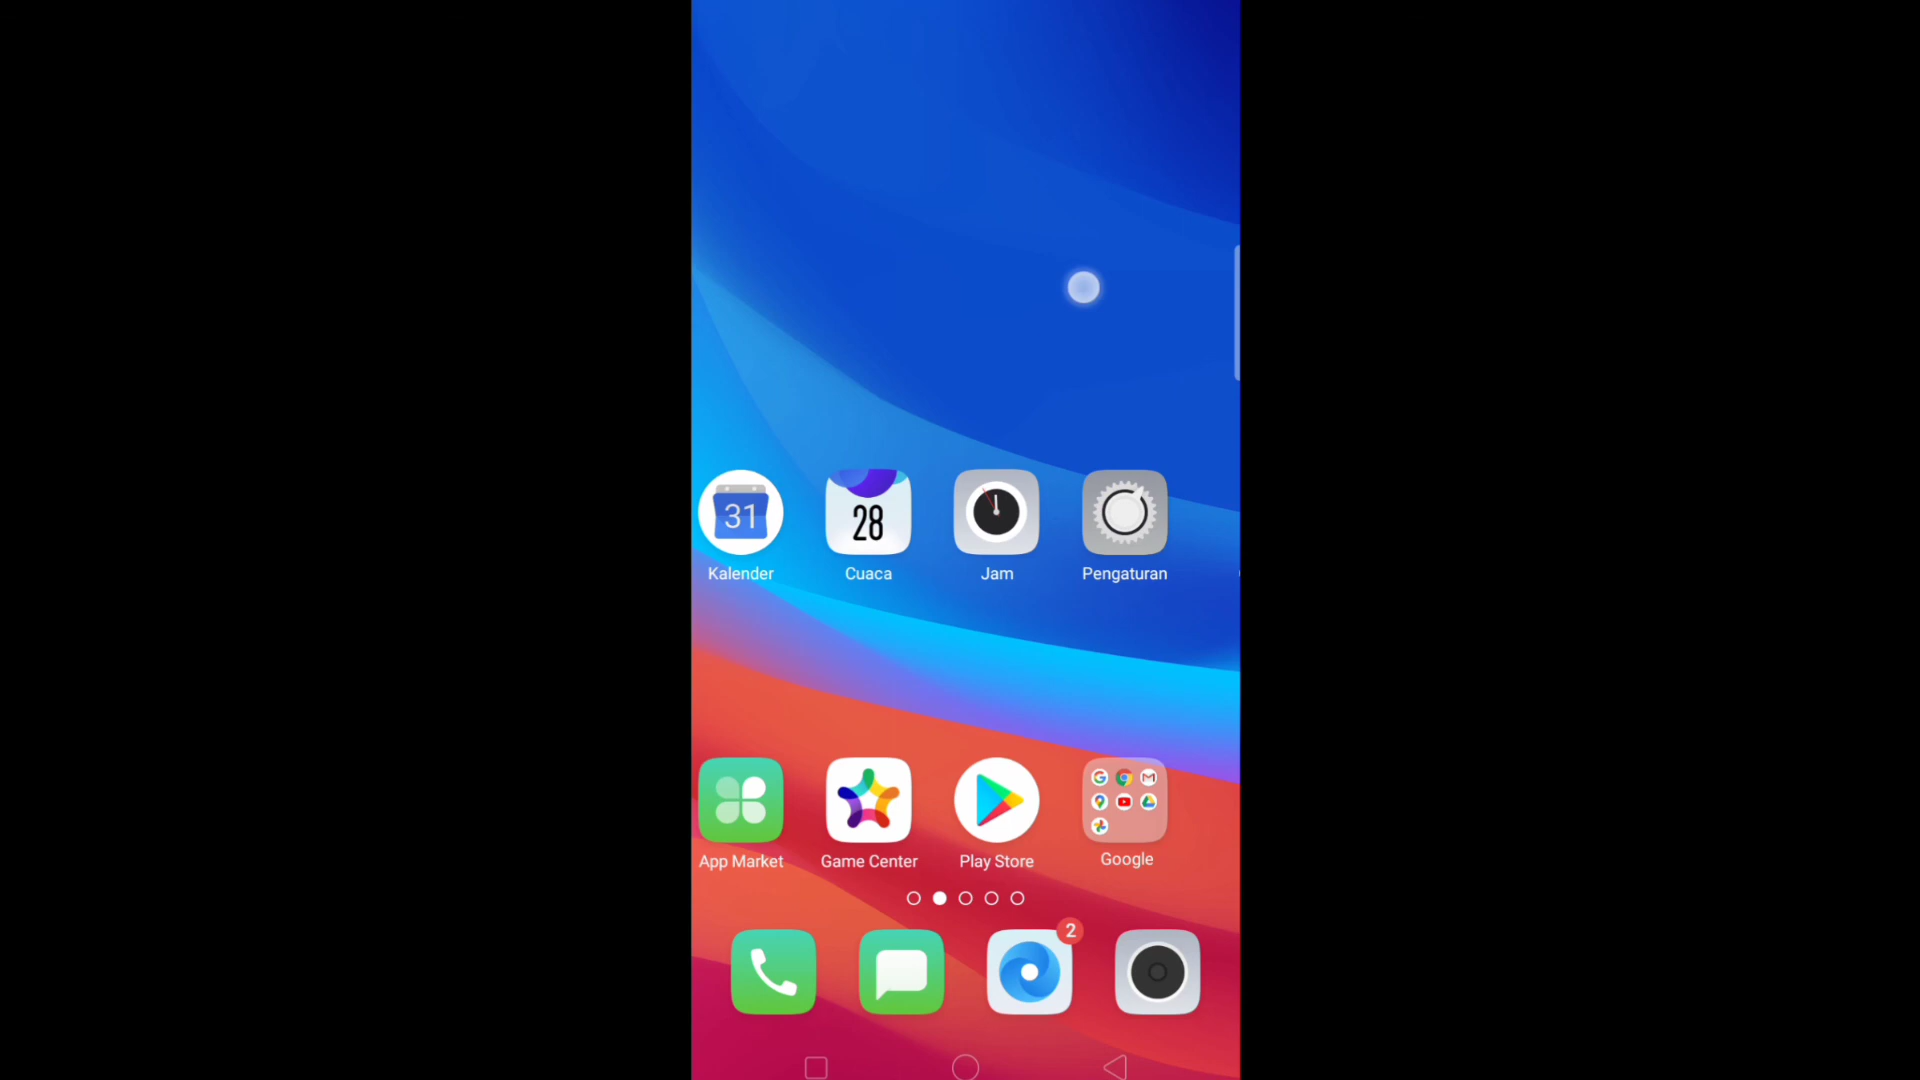 31
28
Kalender
Cuaca
Jam
Pengaturan
App Market
Game Center
Play Store
Google
2